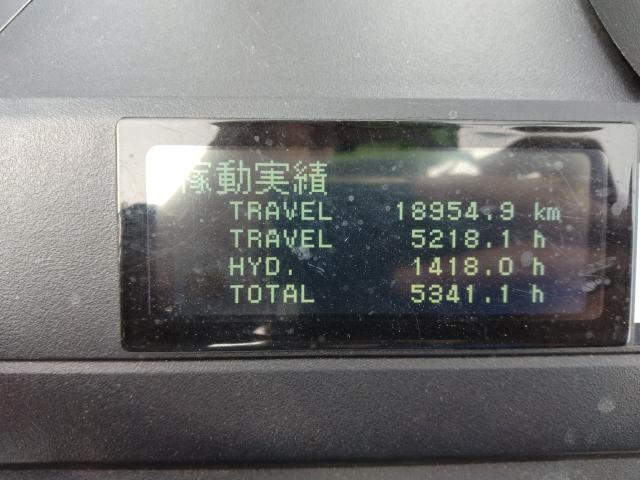 稼動実績
TRAVEL 18954.9 km
TRAVEL 5218.1 h
HYD. 1418.0 h
TOTAL 5341.1 h